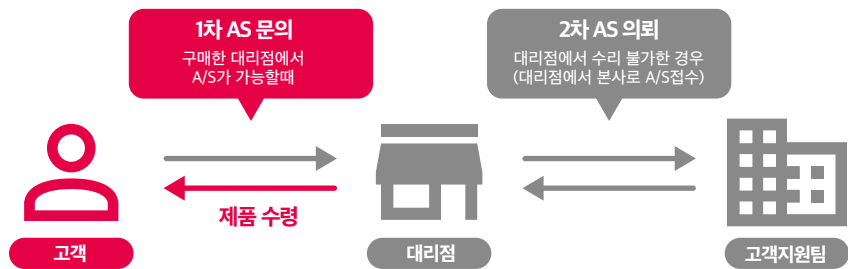 1차 AS 문의
구매한 대리점에서
A/S가 가능할때
2차 AS 의뢰
대리점에서 수리 불가한 경우
(대리점에서 본사로 A/S접수)
제품 수령
고객
대리점
고객지원팀